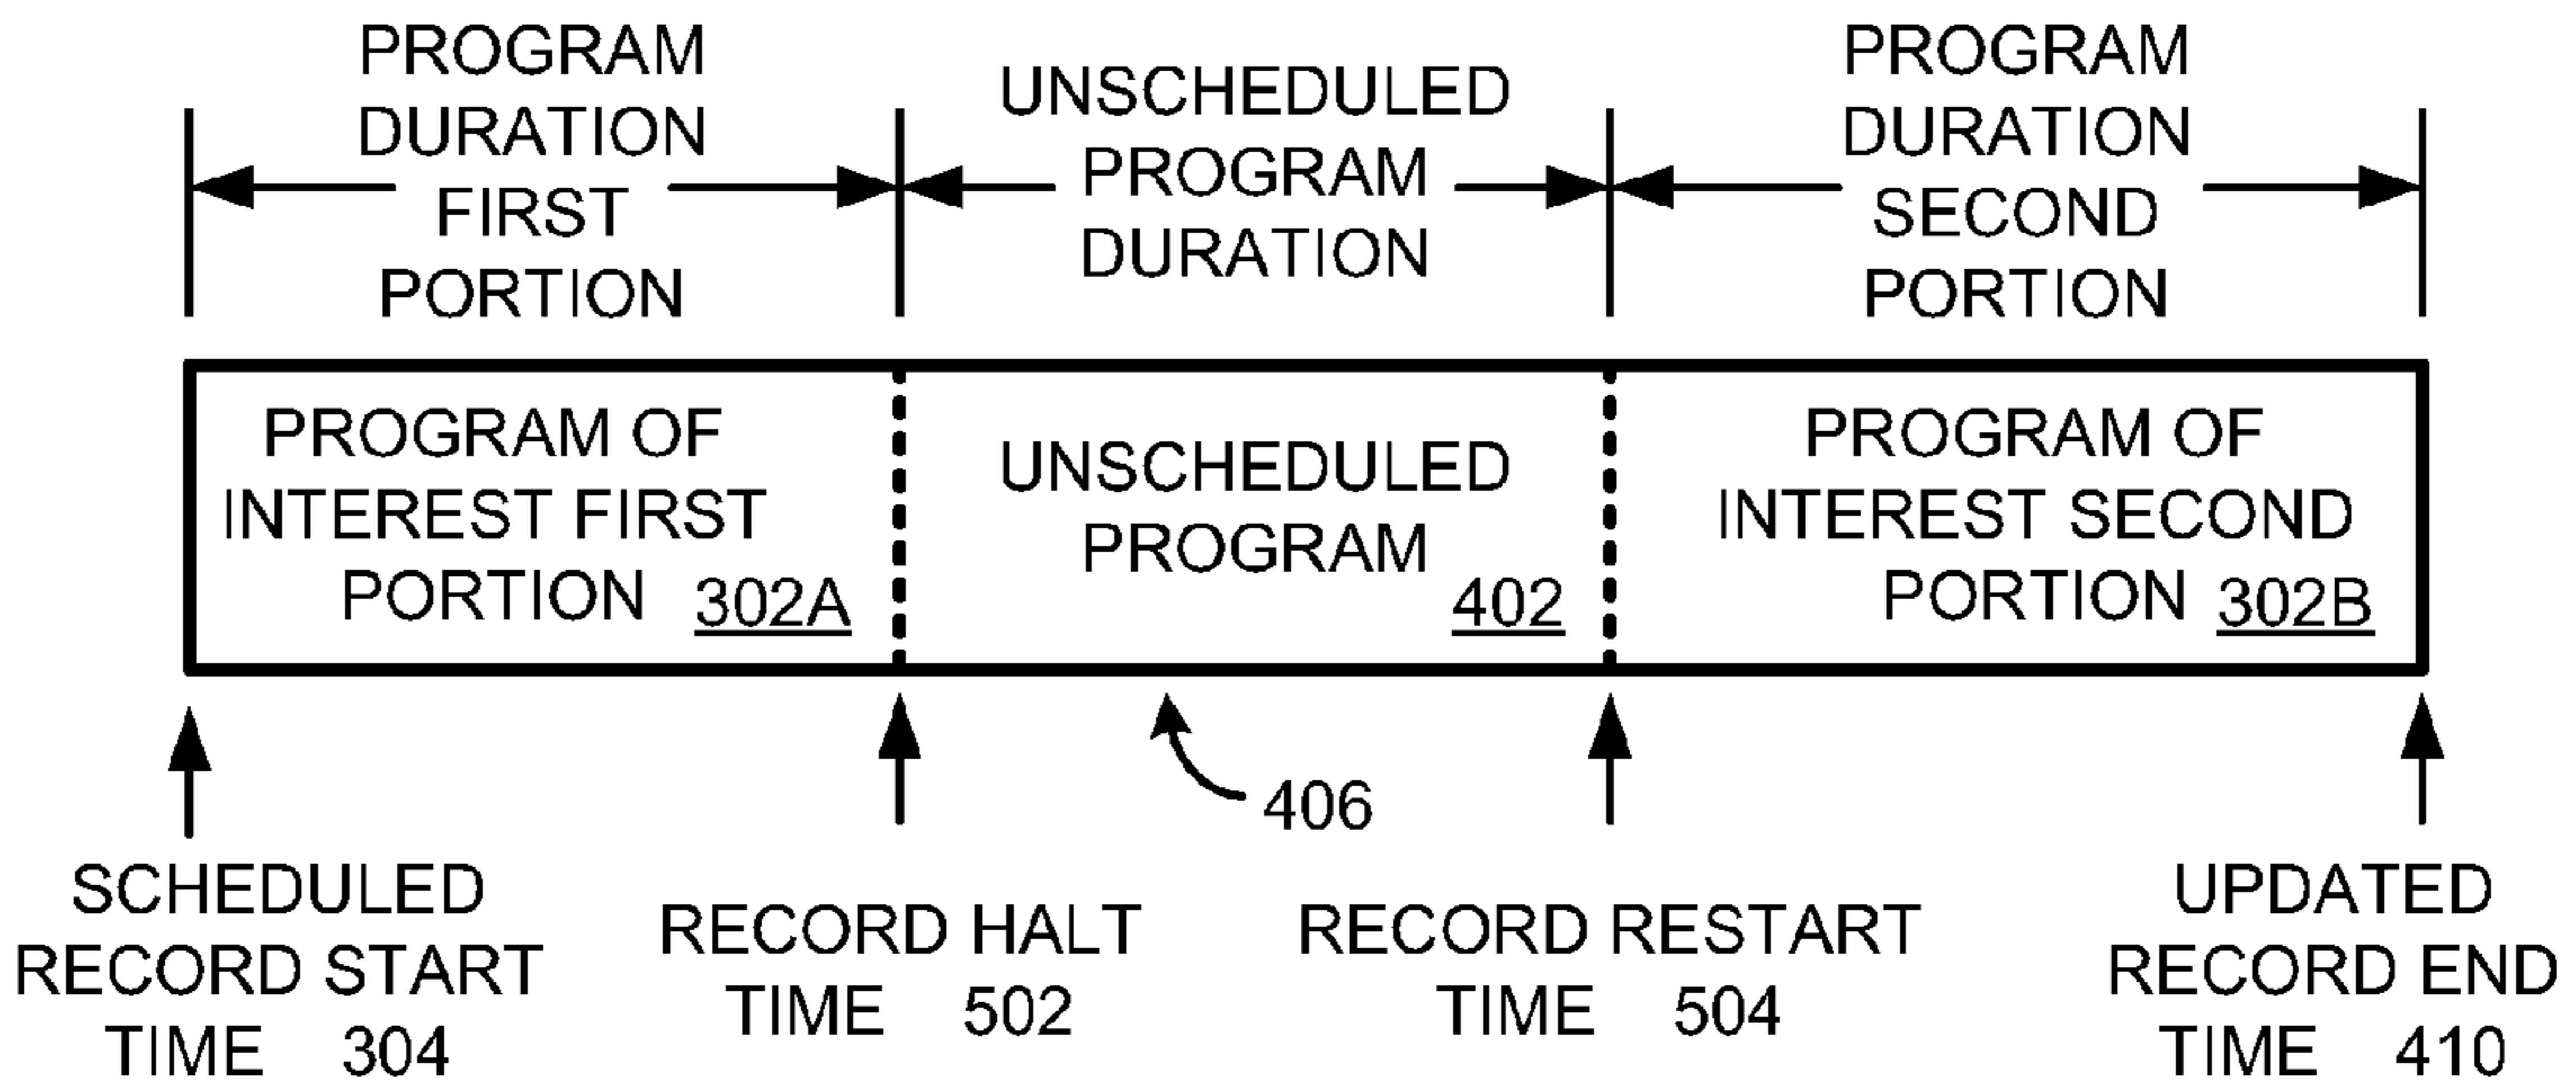 PROGRAM
DURATION
FIRST
PORTION
UNSCHEDULED
PROGRAM
DURATION
PROGRAM
DURATION
SECOND
PORTION
PROGRAM OF
INTEREST FIRST
PORTION 302A
UNSCHEDULED
PROGRAM
402
PROGRAM OF
INTEREST SECOND
PORTION 302B
406
SCHEDULED
RECORD START
TIME 304
RECORD HALT
TIME 502
RECORD RESTART
TIME 504
UPDATED
RECORD END
TIME 410